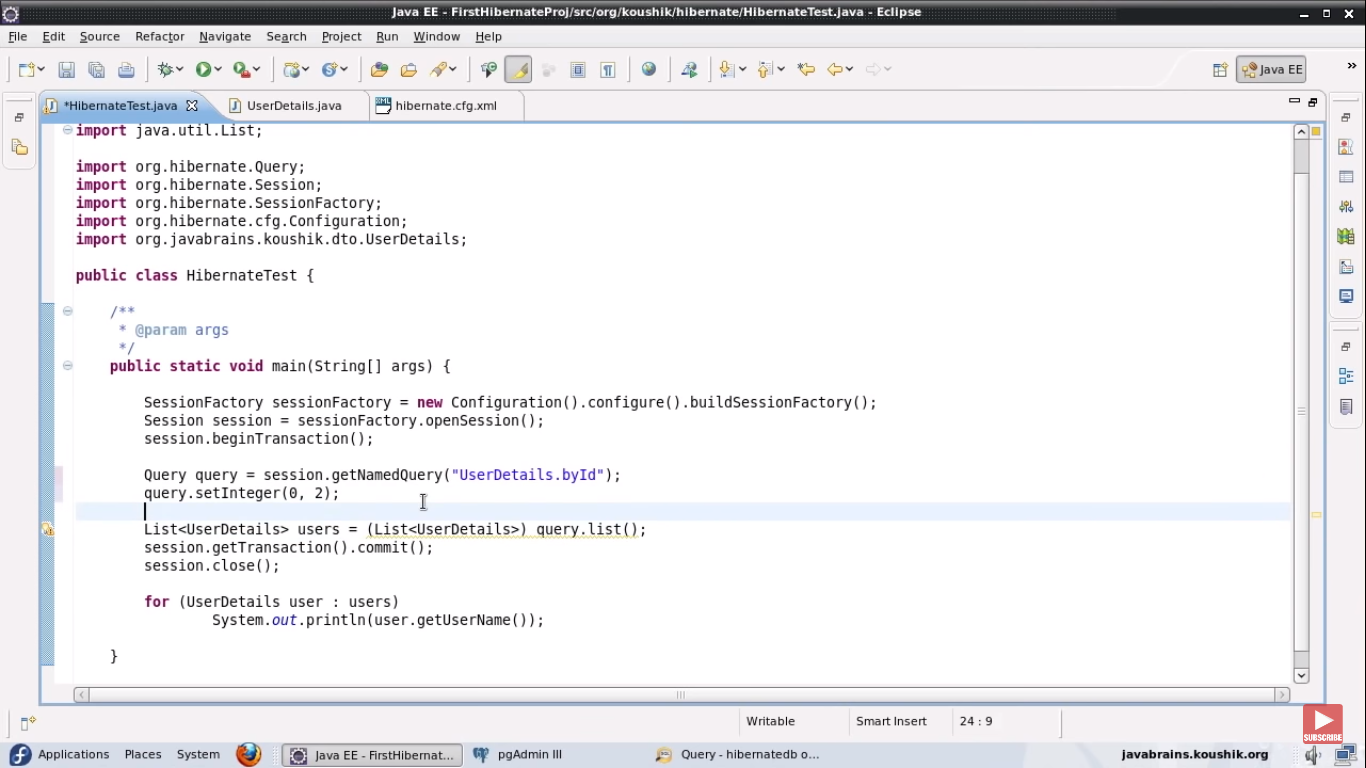 Java EE - FirstHibernateProj/src/org/koushik/hibernate/HibernateTest.java - Eclipse
File Edit Source Refactor Navigate Search Project Run Window Help
Java EE
*HibernateTest.java UserDetails.java hibernate.cfg.xml
import java.util.List;
import org.hibernate.Query;
import org.hibernate.Session;
import org.hibernate.SessionFactory;
import org.hibernate.cfg.Configuration;
import org.javabrains.koushik.dto.UserDetails;
public class HibernateTest {
/**
* @param args
*/
public static void main(String[] args) {
SessionFactory sessionFactory = new Configuration().configure().buildSessionFactory();
Session session = sessionFactory.openSession();
session.beginTransaction();
Query query = session.getNamedQuery("UserDetails.byId");
query.setInteger(0, 2);
List<UserDetails> users = (List<UserDetails>) query.list();
session.getTransaction().commit();
session.close();
for (UserDetails user : users)
System.out.println(user.getUserName());
}
Writable Smart Insert 24 : 9
SUBSCRIBE
Applications Places System Java EE - FirstHibernat... pgAdmin III Query - hibernatedb o... javabrains.koushik.org